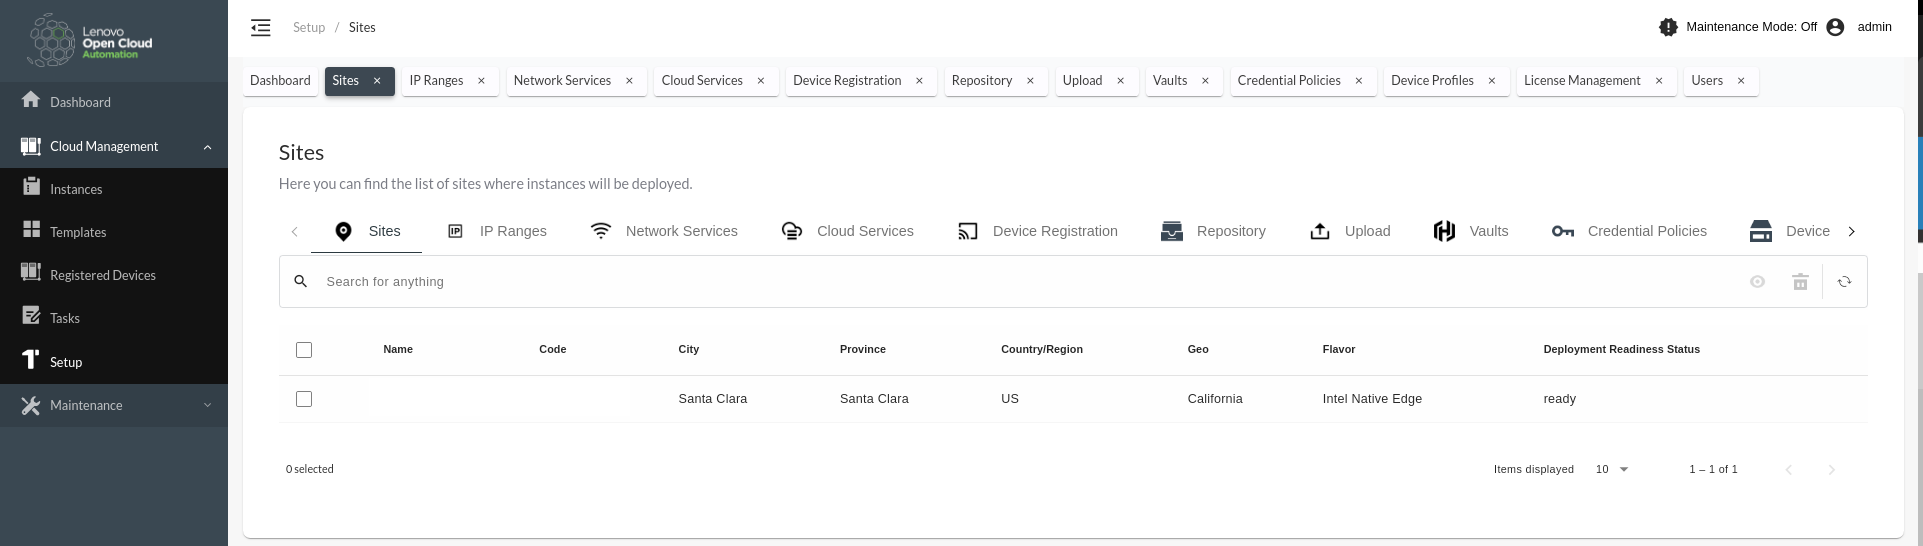 Lenovo
Open Cloud
Automation
Setup / Sites
Maintenance Mode: Off
admin
Dashboard
Sites ×
IP Ranges ×
Network Services ×
Cloud Services ×
Device Registration ×
Repository ×
Upload ×
Vaults ×
Credential Policies ×
Device Profiles ×
License Management ×
Users ×
Dashboard
Cloud Management
Instances
Templates
Registered Devices
Tasks
Setup
Maintenance
Sites
Here you can find the list of sites where instances will be deployed.
Sites
IP
IP Ranges
Network Services
Cloud Services
Device Registration
Repository
Upload
Vaults
Credential Policies
Device
Search for anything
Name Code City Province Country/Region Geo Flavor Deployment Readiness Status
Santa Clara Santa Clara US California Intel Native Edge ready
0 selected
Items displayed 10 1 – 1 of 1